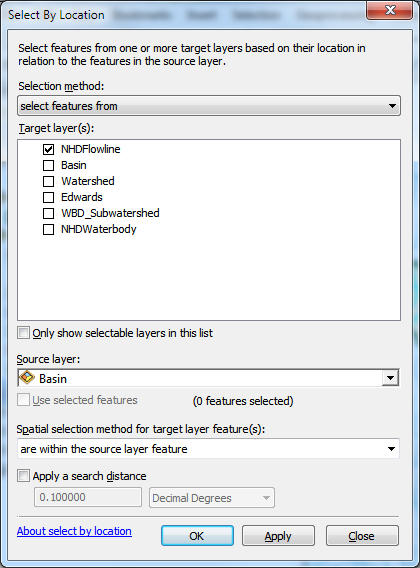 Select By Location
Select features from one or more target layers based on their location in
relation to the features in the source layer.
Selection method:
select features from
Target layer(s):
NHDFlowline
Basin
Watershed
Edwards
WBD_Subwatershed
NHDWaterbody
Only show selectable layers in this list
Source layer:
Basin
Use selected features (0 features selected)
Spatial selection method for target layer feature(s):
are within the source layer feature
Apply a search distance
0.100000 Decimal Degrees
About select by location OK Apply Close